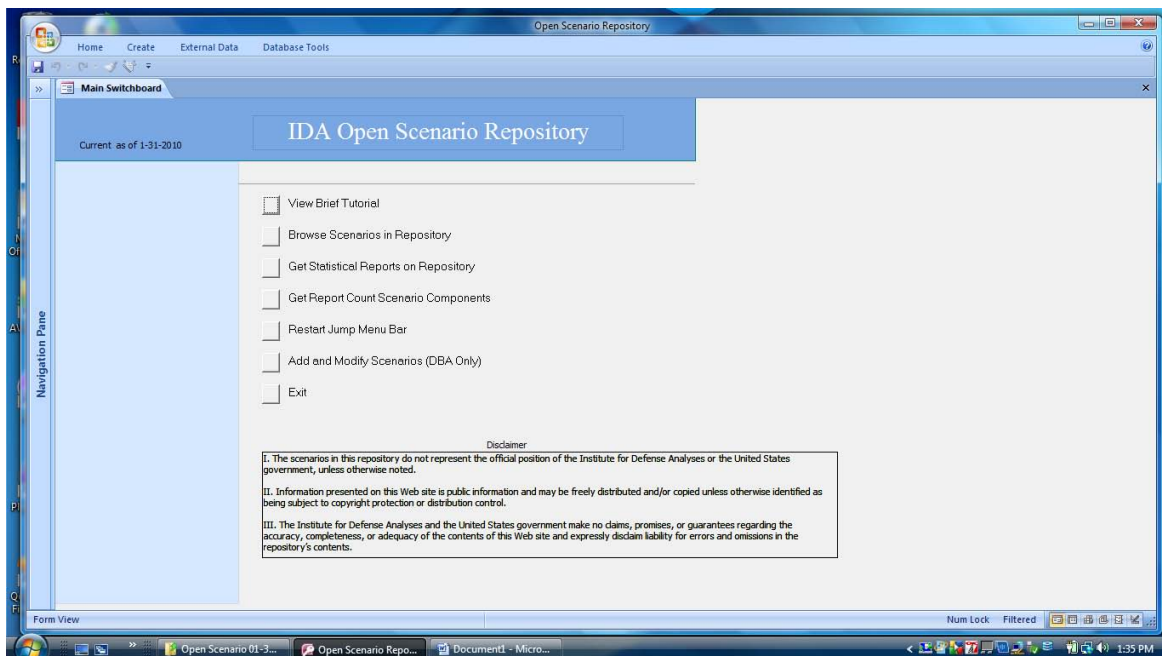 Open Scenario Repository
Home Create External Data Database Tools
Main Switchboard
Current as of 1-31-2010
IDA Open Scenario Repository
View Brief Tutorial
Browse Scenarios in Repository
Get Statistical Reports on Repository
Get Report Count Scenario Components
Restart Jump Menu Bar
Add and Modify Scenarios (DBA Only)
Exit
Navigation Pane
Disclaimer
I. The scenarios in this repository do not represent the official position of the Institute for Defense Analyses or the United States
government, unless otherwise noted.
II. Information presented on this Web site is public information and may be freely distributed and/or copied unless otherwise identified as
being subject to copyright protection or distribution control.
III. The Institute for Defense Analyses and the United States government make no claims, promises, or guarantees regarding the
accuracy, completeness, or adequacy of the contents of this Web site and expressly disclaim liability for errors and omissions in the
repository's contents.
Form View
Num Lock Filtered
Open Scenario 01-3... Open Scenario Repo... Document1 - Micro... 1:35 PM